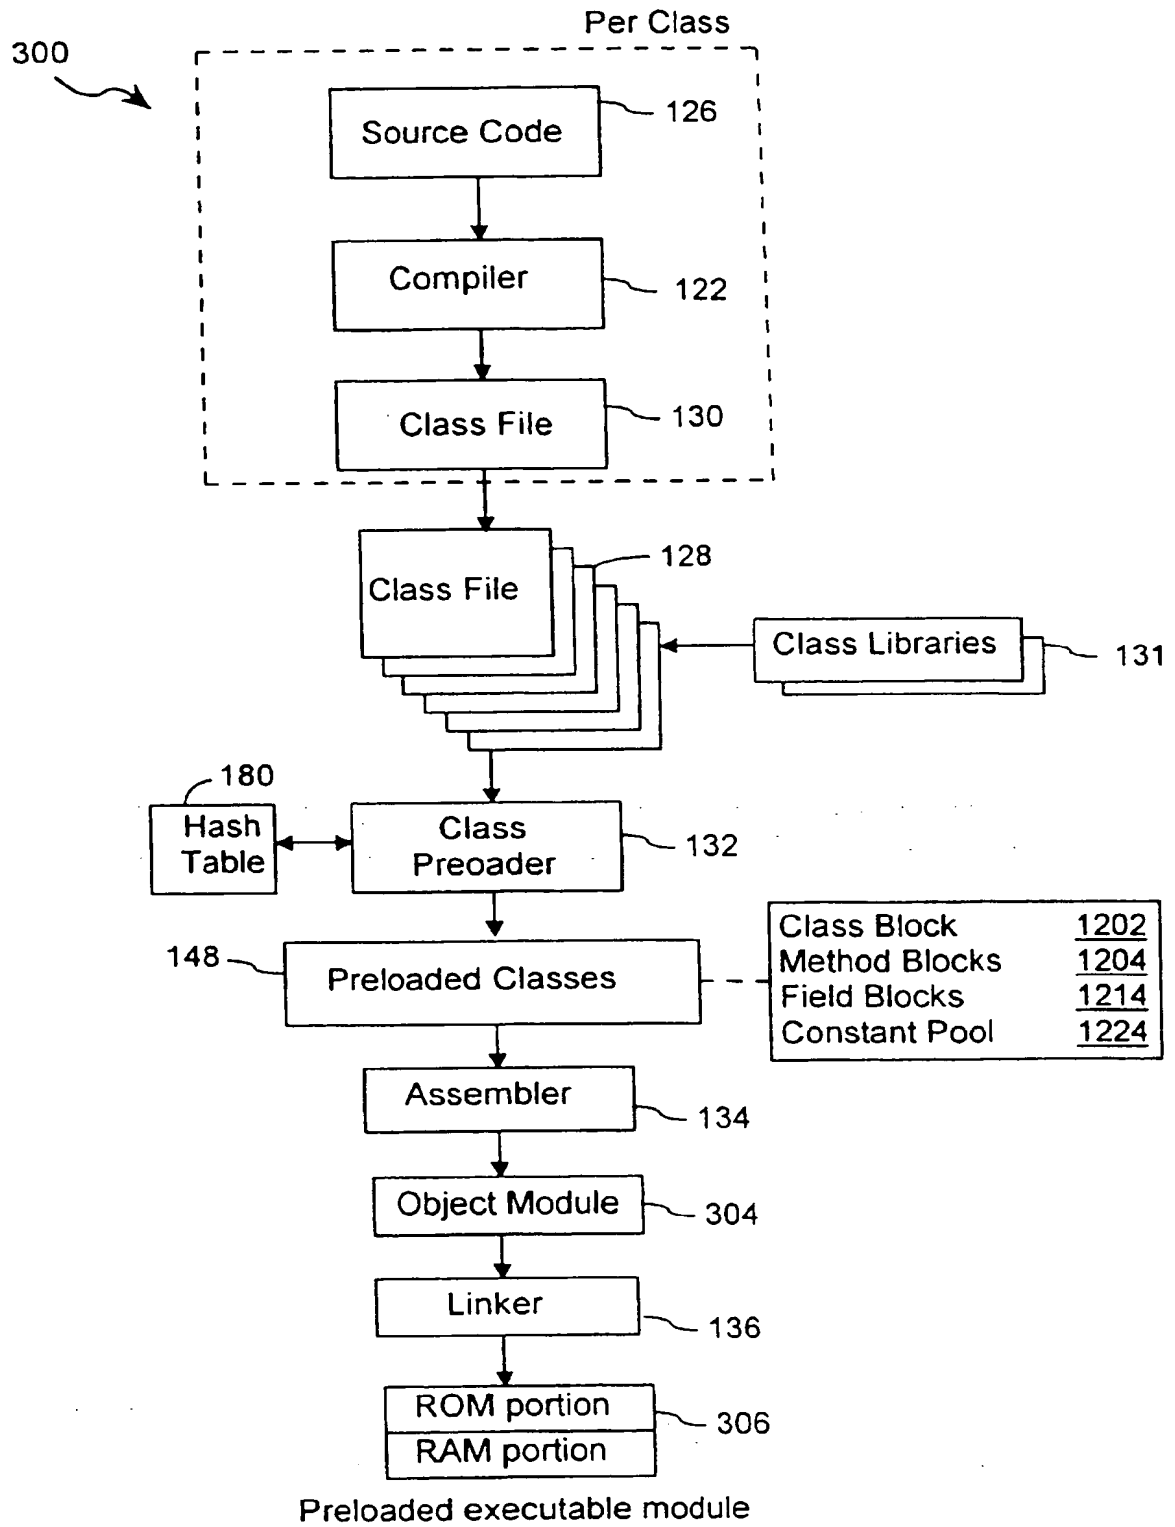 Per Class
300
Source Code
126
Compiler
122
Class File
130
Class File
128
Class Libraries
131
180
Hash
Table
Class
Preoader
132
148
Preloaded Classes
Class Block 1202
Method Blocks 1204
Field Blocks 1214
Constant Pool 1224
Assembler
134
Object Module
304
Linker
136
ROM portion
306
RAM portion
Preloaded executable module